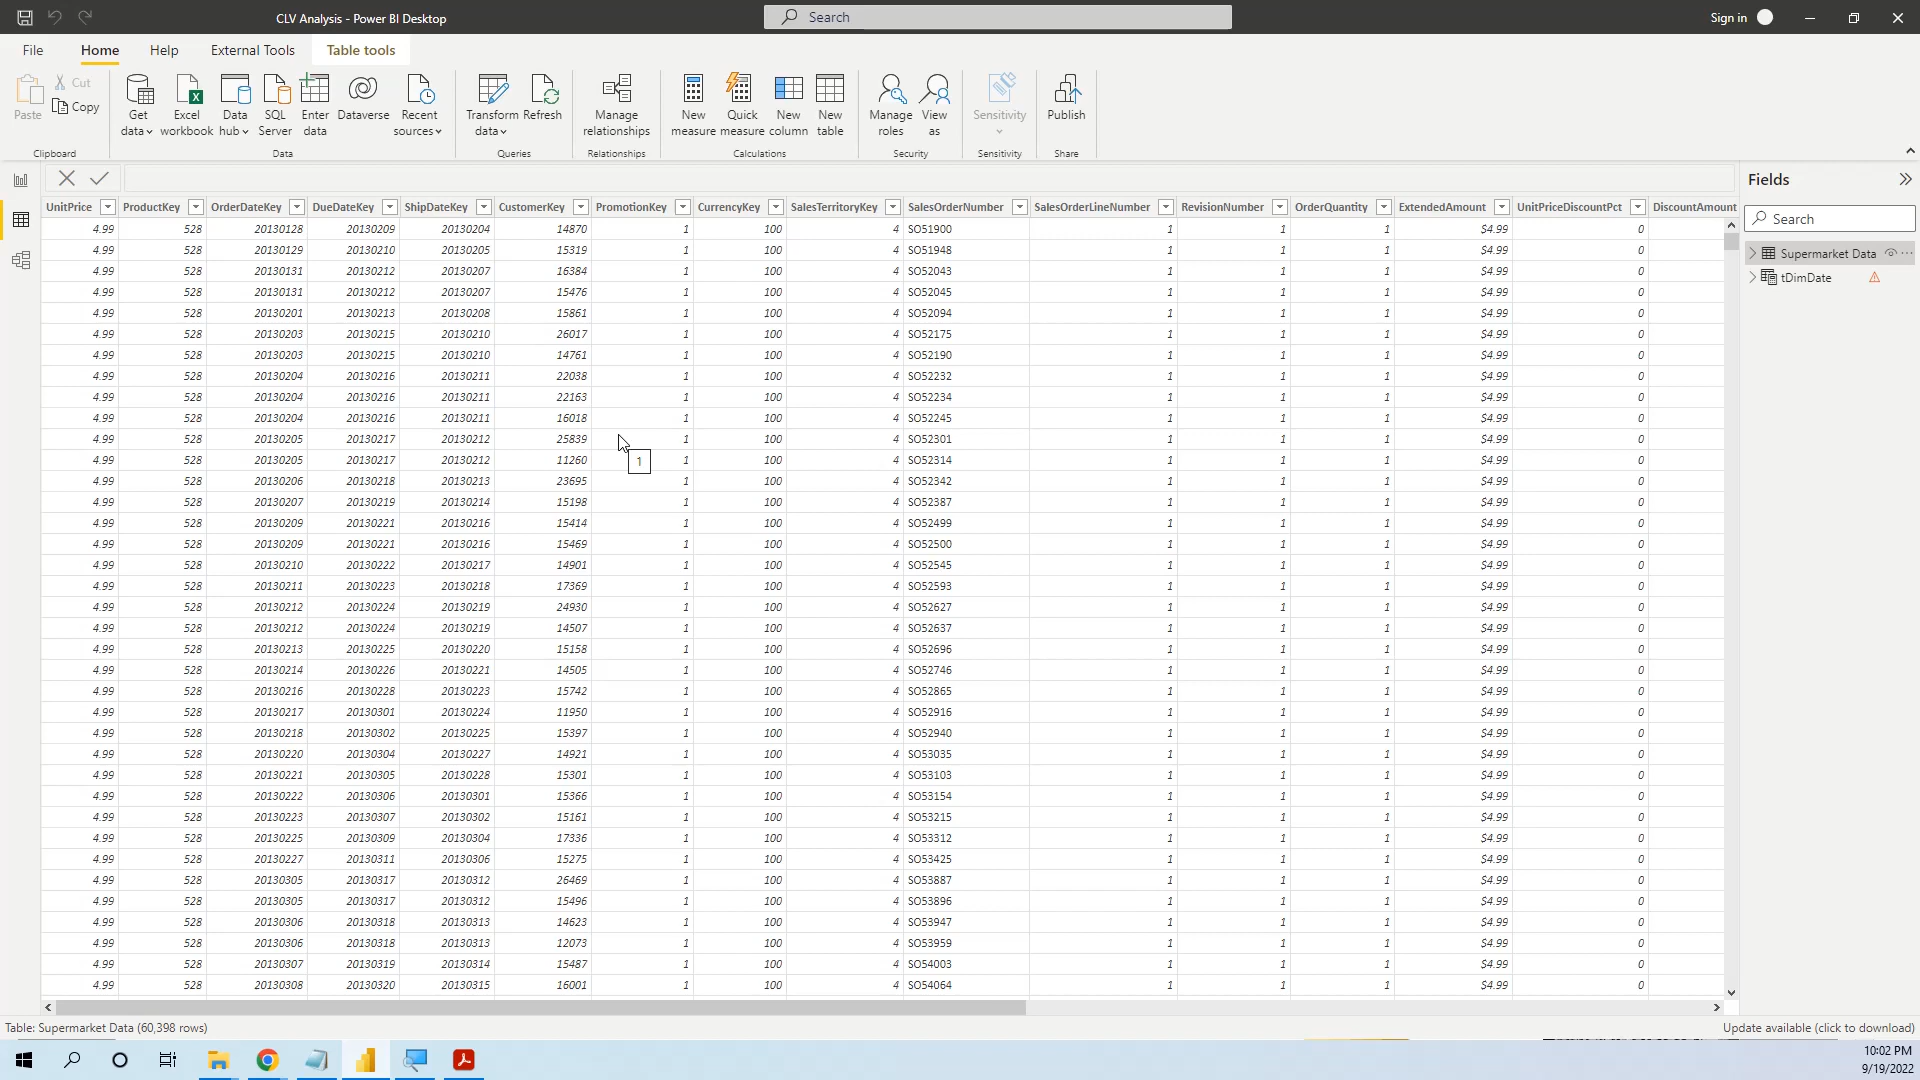 CLV Analysis - Power BI Desktop
Search
Sign in
File Home Help External Tools Table tools
Paste
Cut
Copy
Get data
Excel workbook
Data hub
SQL Server
Enter data
Dataverse
Recent sources
Transform data
Refresh
Manage relationships
New measure
Quick measure
New column
New table
Manage roles
View as
Sensitivity
Publish
Clipboard Data Queries Relationships Calculations Security Sensitivity Share
Fields
Search
Supermarket Data
tDimDate
UnitPrice ProductKey OrderDateKey DueDateKey ShipDateKey CustomerKey PromotionKey CurrencyKey SalesTerritoryKey SalesOrderNumber SalesOrderLineNumber RevisionNumber OrderQuantity ExtendedAmount UnitPriceDiscountPct DiscountAmount
4.99 528 20130128 20130209 20130204 14870 1 100 4 SO51900 1 1 1 $4.99 0
4.99 528 20130129 20130210 20130205 15319 1 100 4 SO51948 1 1 1 $4.99 0
4.99 528 20130131 20130212 20130207 16384 1 100 4 SO52043 1 1 1 $4.99 0
4.99 528 20130131 20130212 20130207 15476 1 100 4 SO52045 1 1 1 $4.99 0
4.99 528 20130201 20130213 20130208 15861 1 100 4 SO52094 1 1 1 $4.99 0
4.99 528 20130203 20130215 20130210 26017 1 100 4 SO52175 1 1 1 $4.99 0
4.99 528 20130203 20130215 20130210 14761 1 100 4 SO52190 1 1 1 $4.99 0
4.99 528 20130204 20130216 20130211 22038 1 100 4 SO52232 1 1 1 $4.99 0
4.99 528 20130204 20130216 20130211 22163 1 100 4 SO52234 1 1 1 $4.99 0
4.99 528 20130204 20130216 20130211 16018 1 100 4 SO52245 1 1 1 $4.99 0
4.99 528 20130205 20130217 20130212 25839 1 100 4 SO52301 1 1 1 $4.99 0
4.99 528 20130205 20130217 20130212 11260 1 100 4 SO52314 1 1 1 $4.99 0
1
4.99 528 20130206 20130218 20130213 23695 1 100 4 SO52342 1 1 1 $4.99 0
4.99 528 20130207 20130219 20130214 15198 1 100 4 SO52387 1 1 1 $4.99 0
4.99 528 20130209 20130221 20130216 15414 1 100 4 SO52499 1 1 1 $4.99 0
4.99 528 20130209 20130221 20130216 15469 1 100 4 SO52500 1 1 1 $4.99 0
4.99 528 20130210 20130222 20130217 14901 1 100 4 SO52545 1 1 1 $4.99 0
4.99 528 20130211 20130223 20130218 17369 1 100 4 SO52593 1 1 1 $4.99 0
4.99 528 20130212 20130224 20130219 24930 1 100 4 SO52627 1 1 1 $4.99 0
4.99 528 20130212 20130224 20130219 14507 1 100 4 SO52637 1 1 1 $4.99 0
4.99 528 20130213 20130225 20130220 15158 1 100 4 SO52696 1 1 1 $4.99 0
4.99 528 20130214 20130226 20130221 14505 1 100 4 SO52746 1 1 1 $4.99 0
4.99 528 20130216 20130228 20130223 15742 1 100 4 SO52865 1 1 1 $4.99 0
4.99 528 20130217 20130301 20130224 11950 1 100 4 SO52916 1 1 1 $4.99 0
4.99 528 20130218 20130302 20130225 15397 1 100 4 SO52940 1 1 1 $4.99 0
4.99 528 20130220 20130304 20130227 14921 1 100 4 SO53035 1 1 1 $4.99 0
4.99 528 20130221 20130305 20130228 15301 1 100 4 SO53103 1 1 1 $4.99 0
4.99 528 20130222 20130306 20130301 15366 1 100 4 SO53154 1 1 1 $4.99 0
4.99 528 20130223 20130307 20130302 15161 1 100 4 SO53215 1 1 1 $4.99 0
4.99 528 20130225 20130309 20130304 17336 1 100 4 SO53312 1 1 1 $4.99 0
4.99 528 20130227 20130311 20130306 15275 1 100 4 SO53425 1 1 1 $4.99 0
4.99 528 20130305 20130317 20130312 26469 1 100 4 SO53887 1 1 1 $4.99 0
4.99 528 20130305 20130317 20130312 15496 1 100 4 SO53896 1 1 1 $4.99 0
4.99 528 20130306 20130318 20130313 14623 1 100 4 SO53947 1 1 1 $4.99 0
4.99 528 20130306 20130318 20130313 12073 1 100 4 SO53959 1 1 1 $4.99 0
4.99 528 20130307 20130319 20130314 15487 1 100 4 SO54003 1 1 1 $4.99 0
4.99 528 20130308 20130320 20130315 16001 1 100 4 SO54064 1 1 1 $4.99 0
Table: Supermarket Data (60,398 rows)
Update available (click to download)
10:02 PM
9/19/2022